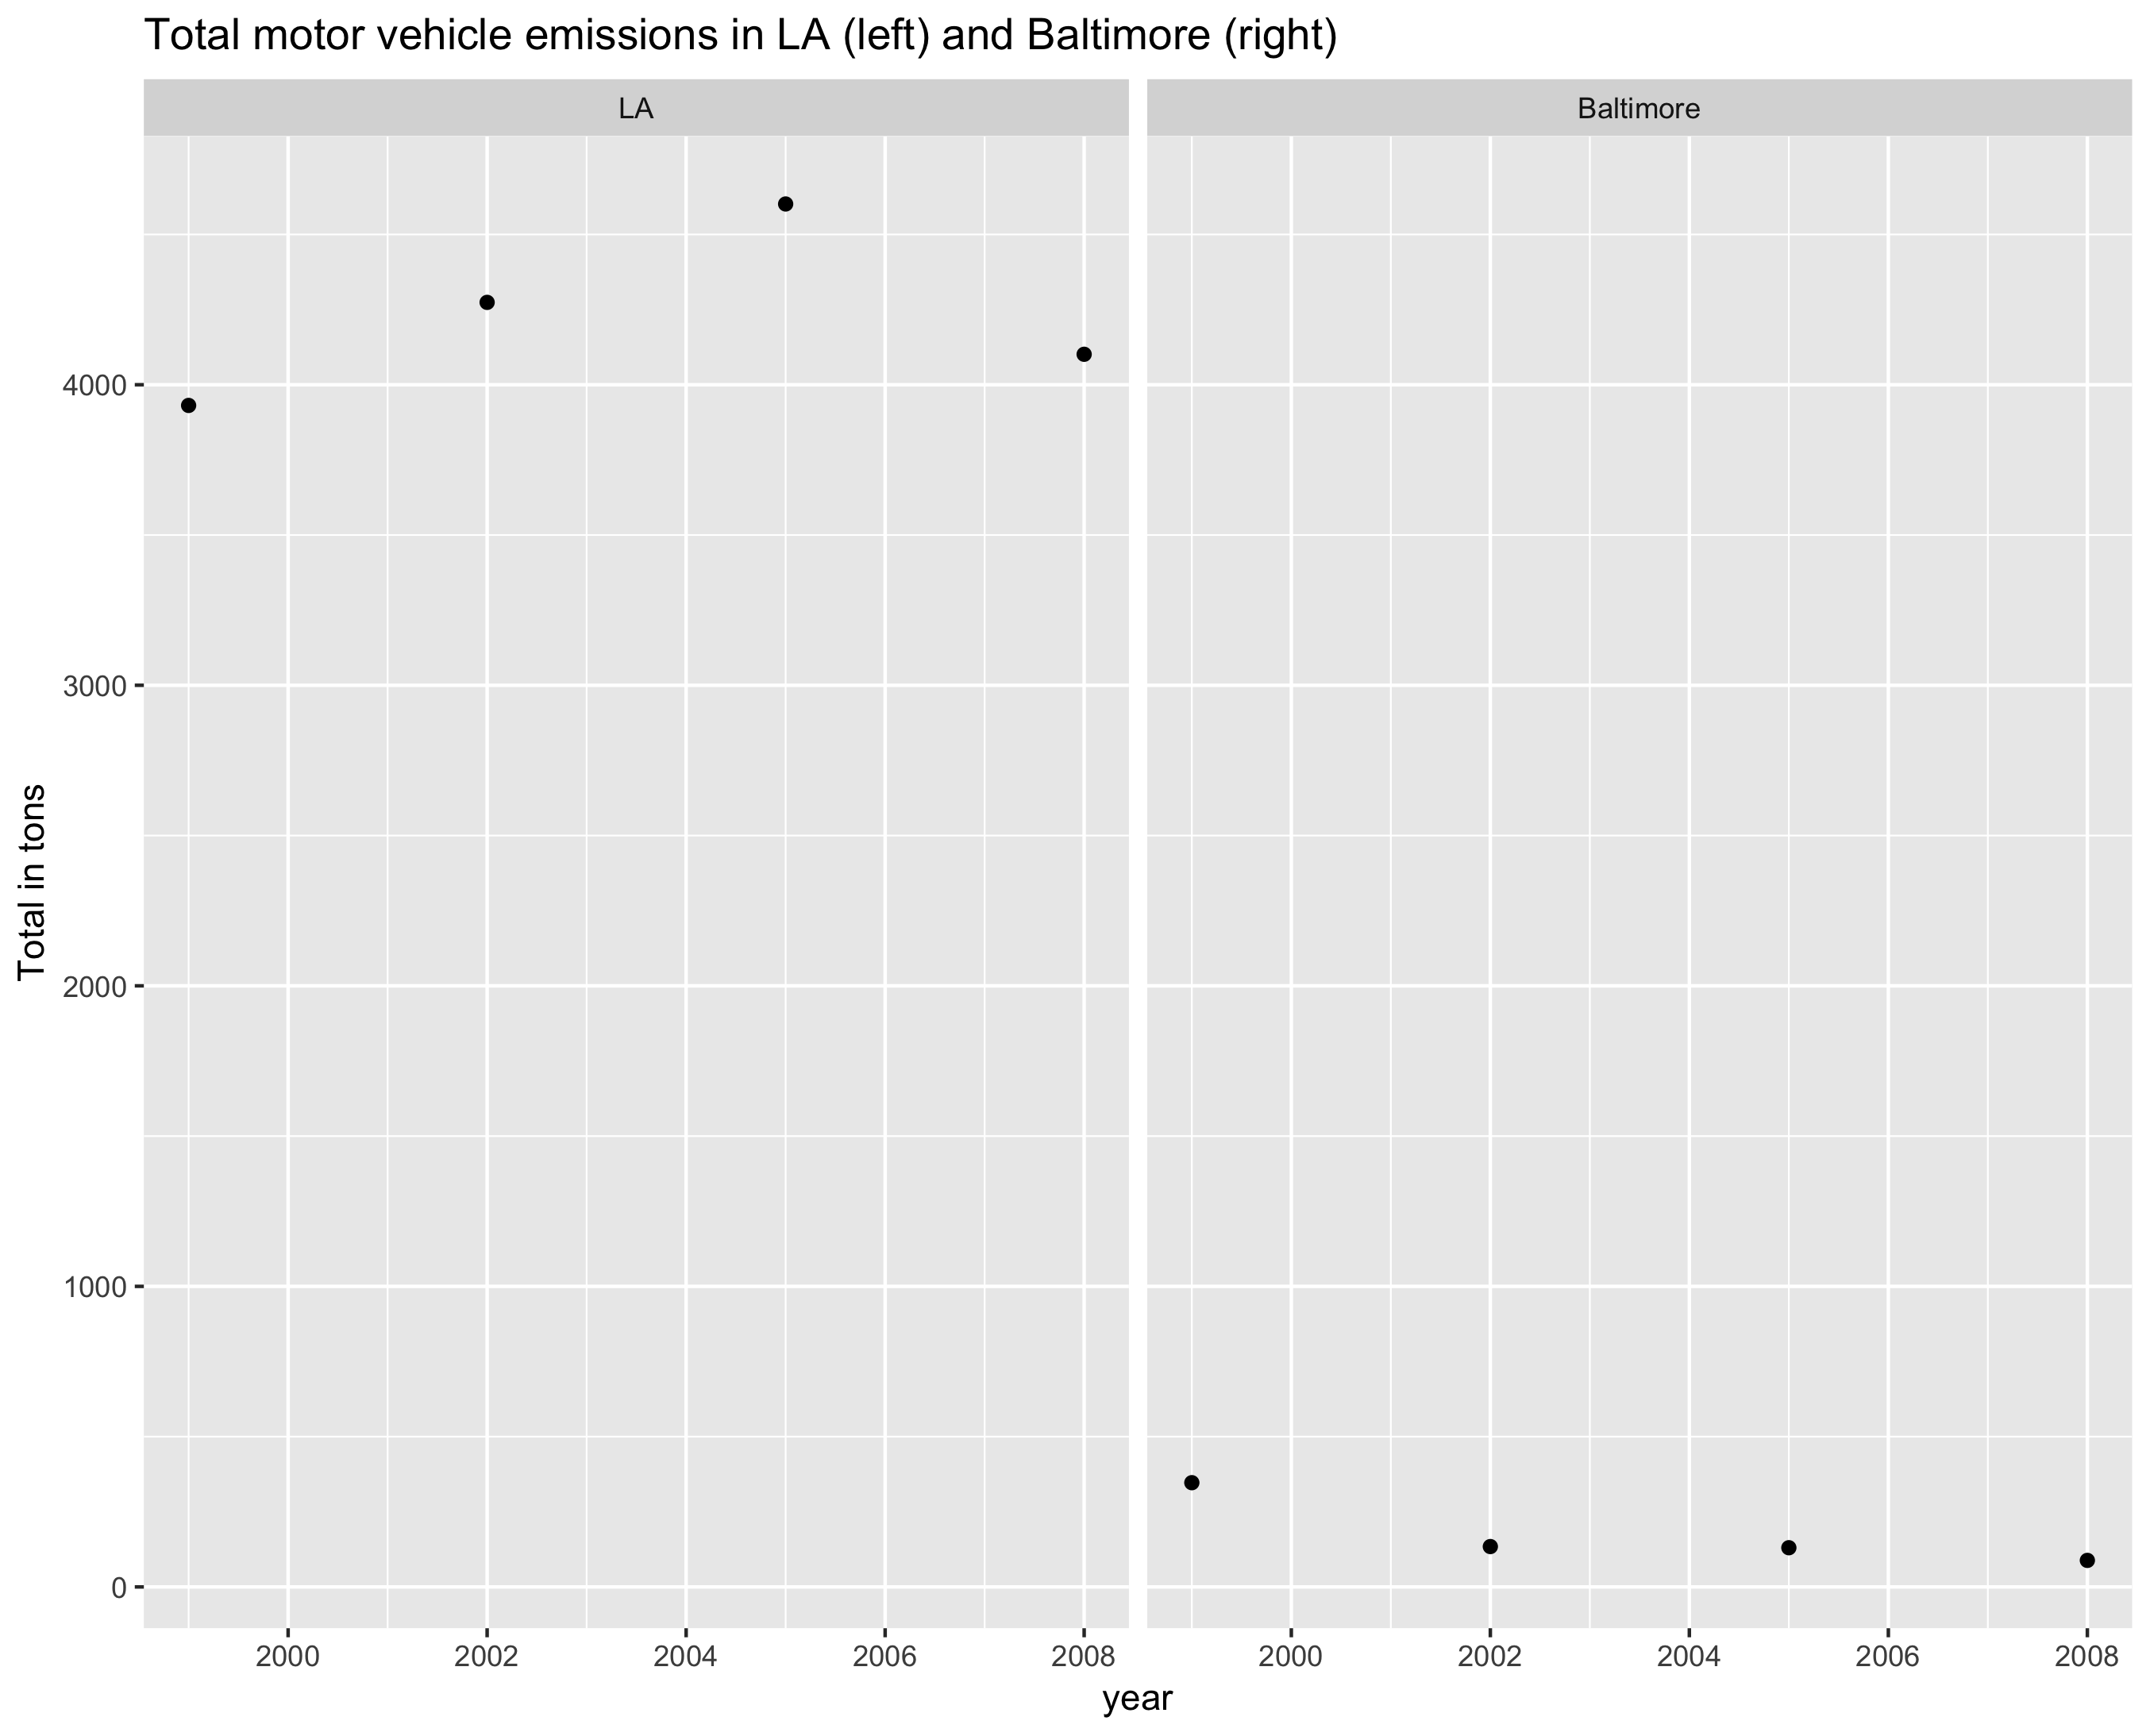 Total motor vehicle emissions in LA (left) and Baltimore (right)
LA Baltimore
4000
3000
2000
1000
0
Total in tons
2000 2002 2004 2006 2008 2000 2002 2004 2006 2008
year